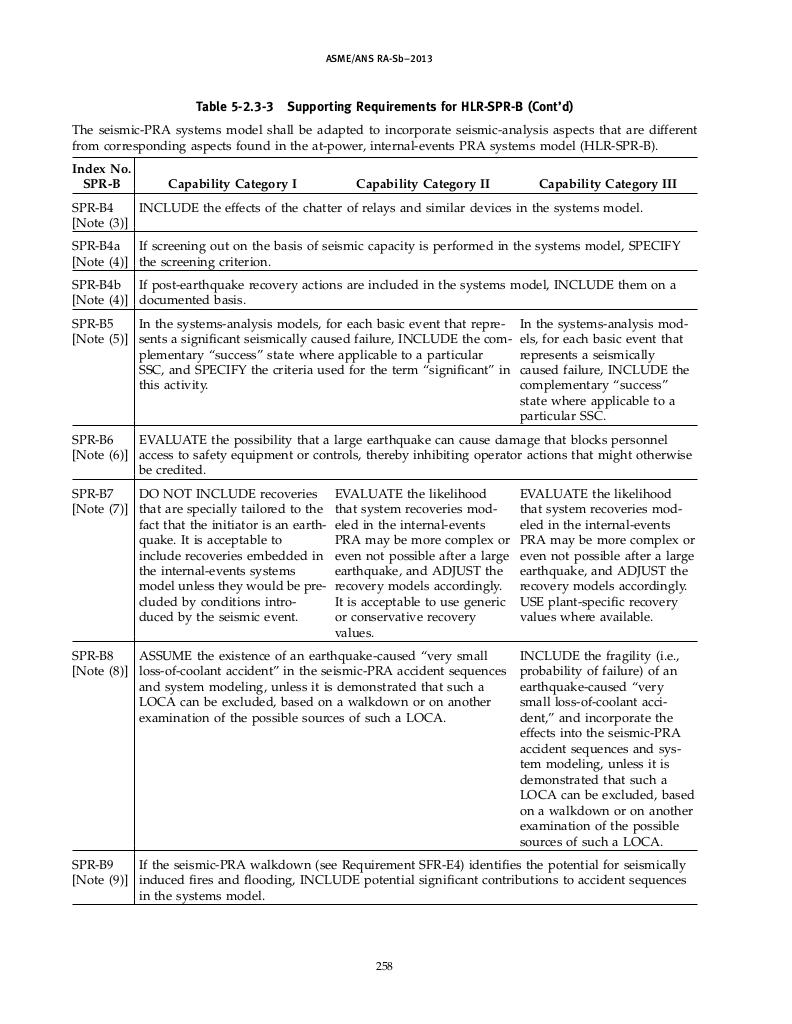 ASME/ANS RA-Sb–2013
Table 5-2.3-3 Supporting Requirements for HLR-SPR-B (Cont'd)
The seismic-PRA systems model shall be adapted to incorporate seismic-analysis aspects that are different
from corresponding aspects found in the at-power, internal-events PRA systems model (HLR-SPR-B).
Index No.
SPR-B
Capability Category I
Capability Category II
Capability Category III
SPR-B4
[Note (3)]
INCLUDE the effects of the chatter of relays and similar devices in the systems model.
SPR-B4a
[Note (4)]
If screening out on the basis of seismic capacity is performed in the systems model, SPECIFY
the screening criterion.
SPR-B4b
[Note (4)]
If post-earthquake recovery actions are included in the systems model, INCLUDE them on a
documented basis.
SPR-B5
[Note (5)]
In the systems-analysis models, for each basic event that repre-
sents a significant seismically caused failure, INCLUDE the com-
plementary “success” state where applicable to a particular
SSC, and SPECIFY the criteria used for the term “significant” in
this activity.
In the systems-analysis mod-
els, for each basic event that
represents a seismically
caused failure, INCLUDE the
complementary “success”
state where applicable to a
particular SSC.
SPR-B6
[Note (6)]
EVALUATE the possibility that a large earthquake can cause damage that blocks personnel
access to safety equipment or controls, thereby inhibiting operator actions that might otherwise
be credited.
SPR-B7
[Note (7)]
DO NOT INCLUDE recoveries
that are specially tailored to the
fact that the initiator is an earth-
quake. It is acceptable to
include recoveries embedded in
the internal-events systems
model unless they would be pre-
cluded by conditions intro-
duced by the seismic event.
EVALUATE the likelihood
that system recoveries mod-
eled in the internal-events
PRA may be more complex or
even not possible after a large
earthquake, and ADJUST the
recovery models accordingly.
It is acceptable to use generic
or conservative recovery
values.
EVALUATE the likelihood
that system recoveries mod-
eled in the internal-events
PRA may be more complex or
even not possible after a large
earthquake, and ADJUST the
recovery models accordingly.
USE plant-specific recovery
values where available.
SPR-B8
[Note (8)]
ASSUME the existence of an earthquake-caused “very small
loss-of-coolant accident” in the seismic-PRA accident sequences
and system modeling, unless it is demonstrated that such a
LOCA can be excluded, based on a walkdown or on another
examination of the possible sources of such a LOCA.
INCLUDE the fragility (i.e.,
probability of failure) of an
earthquake-caused “very
small loss-of-coolant acci-
dent,” and incorporate the
effects into the seismic-PRA
accident sequences and sys-
tem modeling, unless it is
demonstrated that such a
LOCA can be excluded, based
on a walkdown or on another
examination of the possible
sources of such a LOCA.
SPR-B9
[Note (9)]
If the seismic-PRA walkdown (see Requirement SFR-E4) identifies the potential for seismically
induced fires and flooding, INCLUDE potential significant contributions to accident sequences
in the systems model.
258